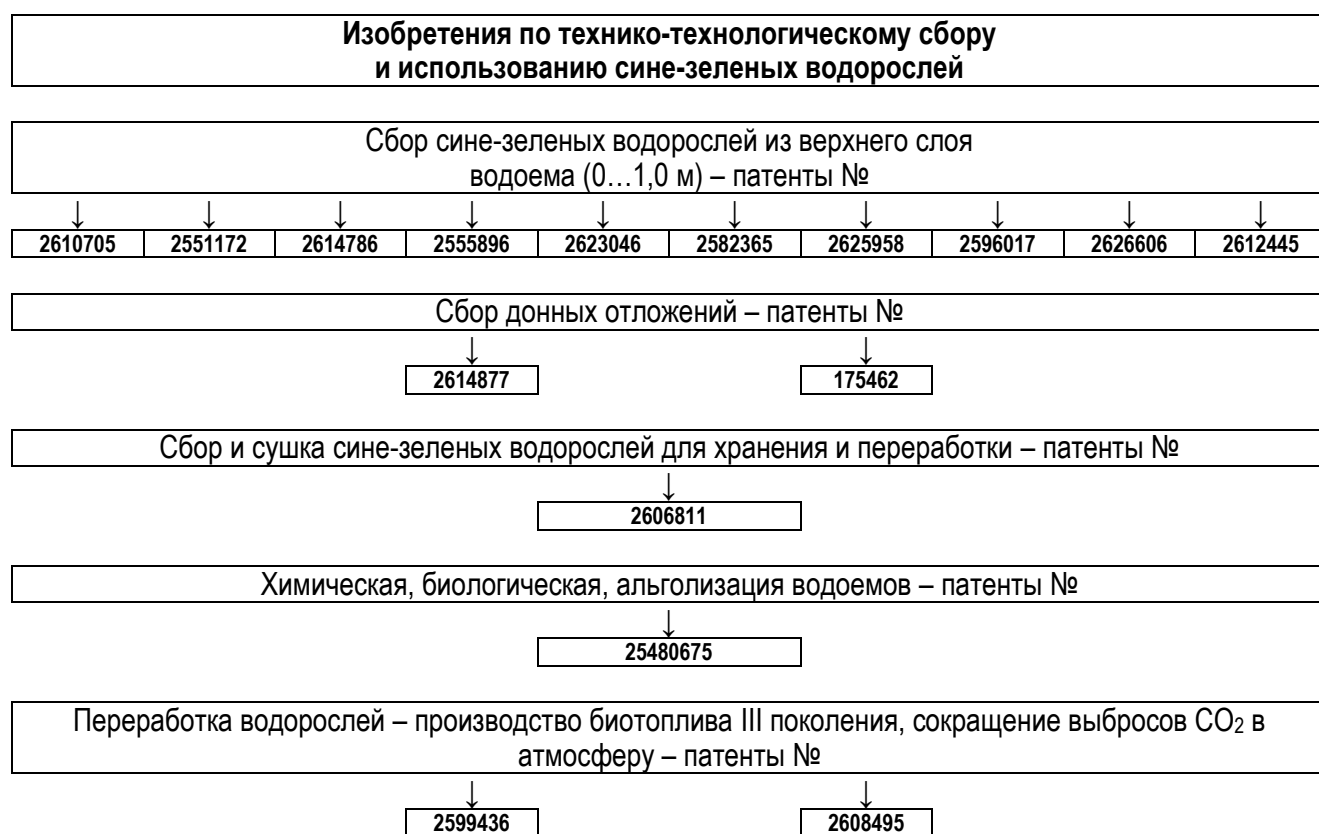 Изобретения по технико-технологическому сбору
и использованию сине-зеленых водорослей
Сбор сине-зеленых водорослей из верхнего слоя
водоема (0…1,0 м) – патенты №
↓ ↓ ↓ ↓ ↓ ↓ ↓ ↓ ↓ ↓
2610705 2551172 2614786 2555896 2623046 2582365 2625958 2596017 2626606 2612445
Сбор донных отложений – патенты №
↓ ↓
2614877 175462
Сбор и сушка сине-зеленых водорослей для хранения и переработки – патенты №
↓
2606811
Химическая, биологическая, альголизация водоемов – патенты №
↓
25480675
Переработка водорослей – производство биотоплива III поколения, сокращение выбросов CO₂ в
атмосферу – патенты №
↓ ↓
2599436 2608495